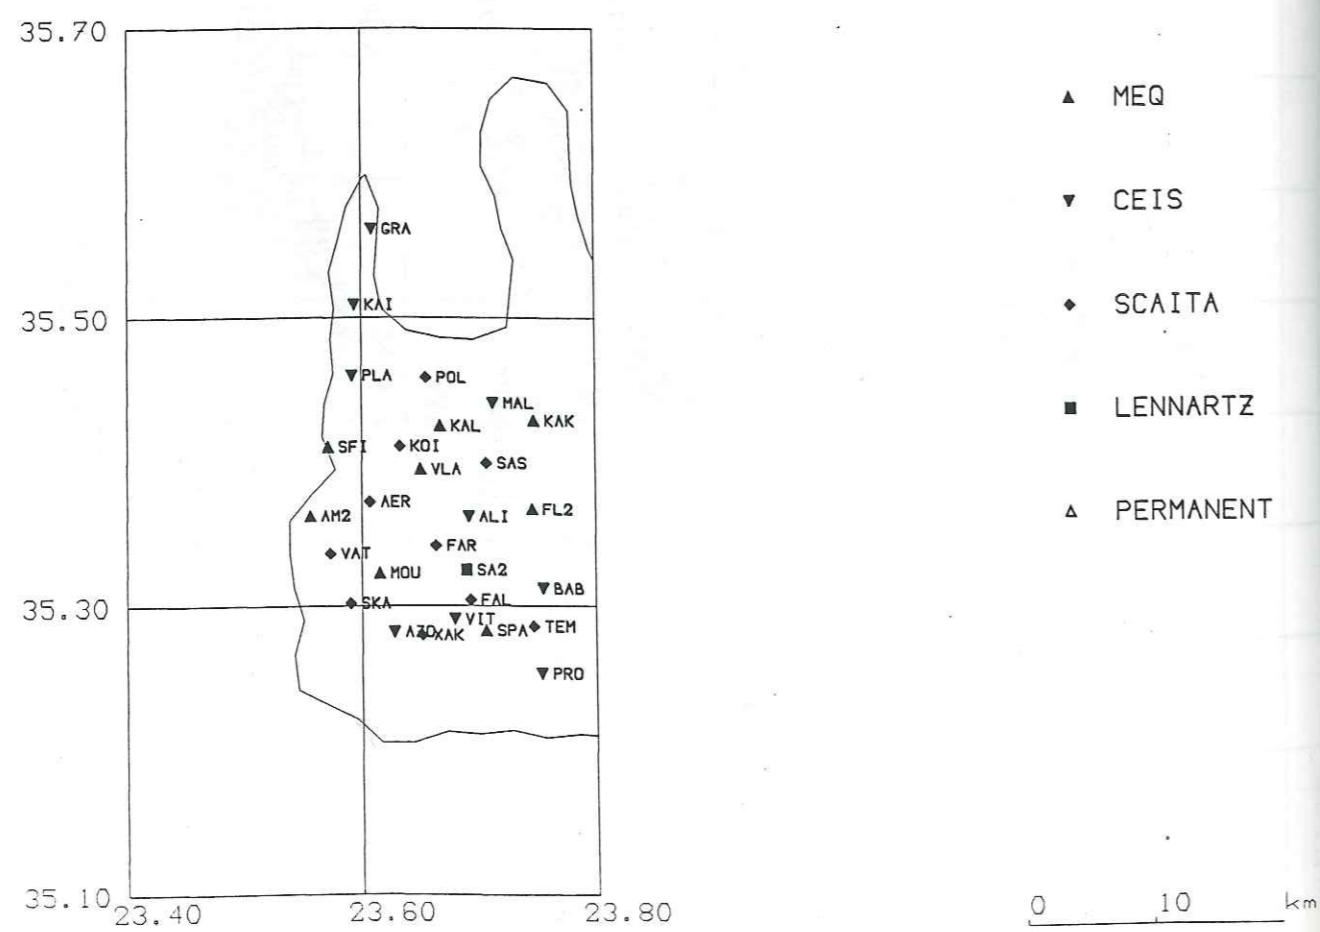 35.70
MEQ
CEIS
GRA
KAI
SCAITA
35.50
PLA
POL
MAL
LENNARTZ
KAK
KAL
SFI
KOI
SAS
VLA
AER
FL2
PERMANENT
AM2
ALI
FAR
VAT
SA2
MOU
BAB
FAL
SKA
35.30
VIT
TEM
AZO
XAK
SPA
PRO
35.10
0 10 km
23.40 23.60 23.80